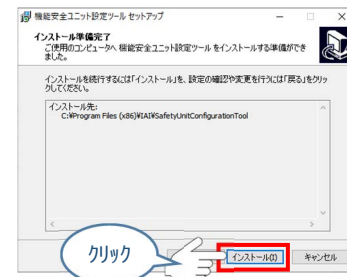 機能安全ユニット設定ツール セットアップ
インストール準備完了
ご使用のコンピュータへ 機能安全ユニット設定ツール をインストールする準備ができ
ました。
インストールを続行するには「インストール」を、設定の確認や変更を行うには「戻る」をクリッ
クしてください。
インストール先:
C:¥Program Files (x86)¥IAI¥SafetyUnitConfigurationTool
クリック
インストール(I)
キャンセル